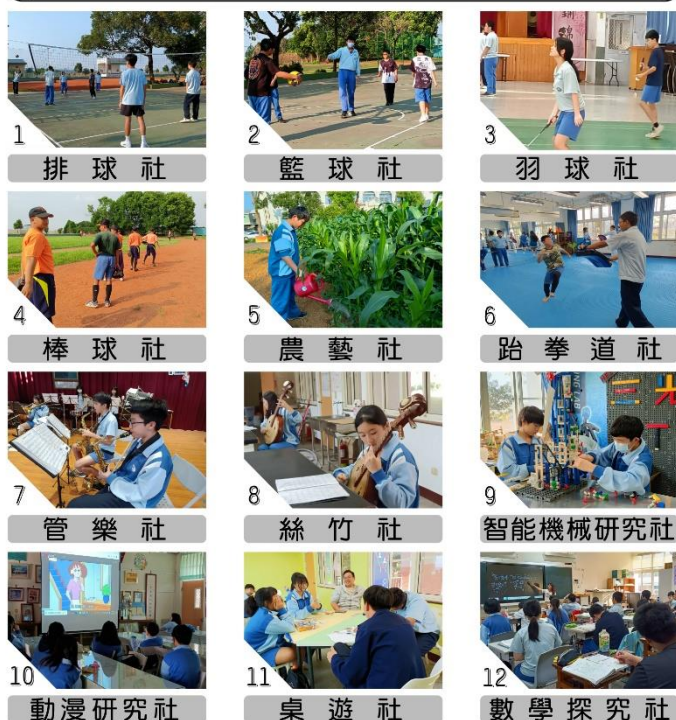 1
排球社
2
籃球社
3
羽球社
4
棒球社
5
農藝社
6
跆拳道社
7
管樂社
8
絲竹社
9
智能機械研究社
10
動漫研究社
11
桌遊社
12
數學探究社